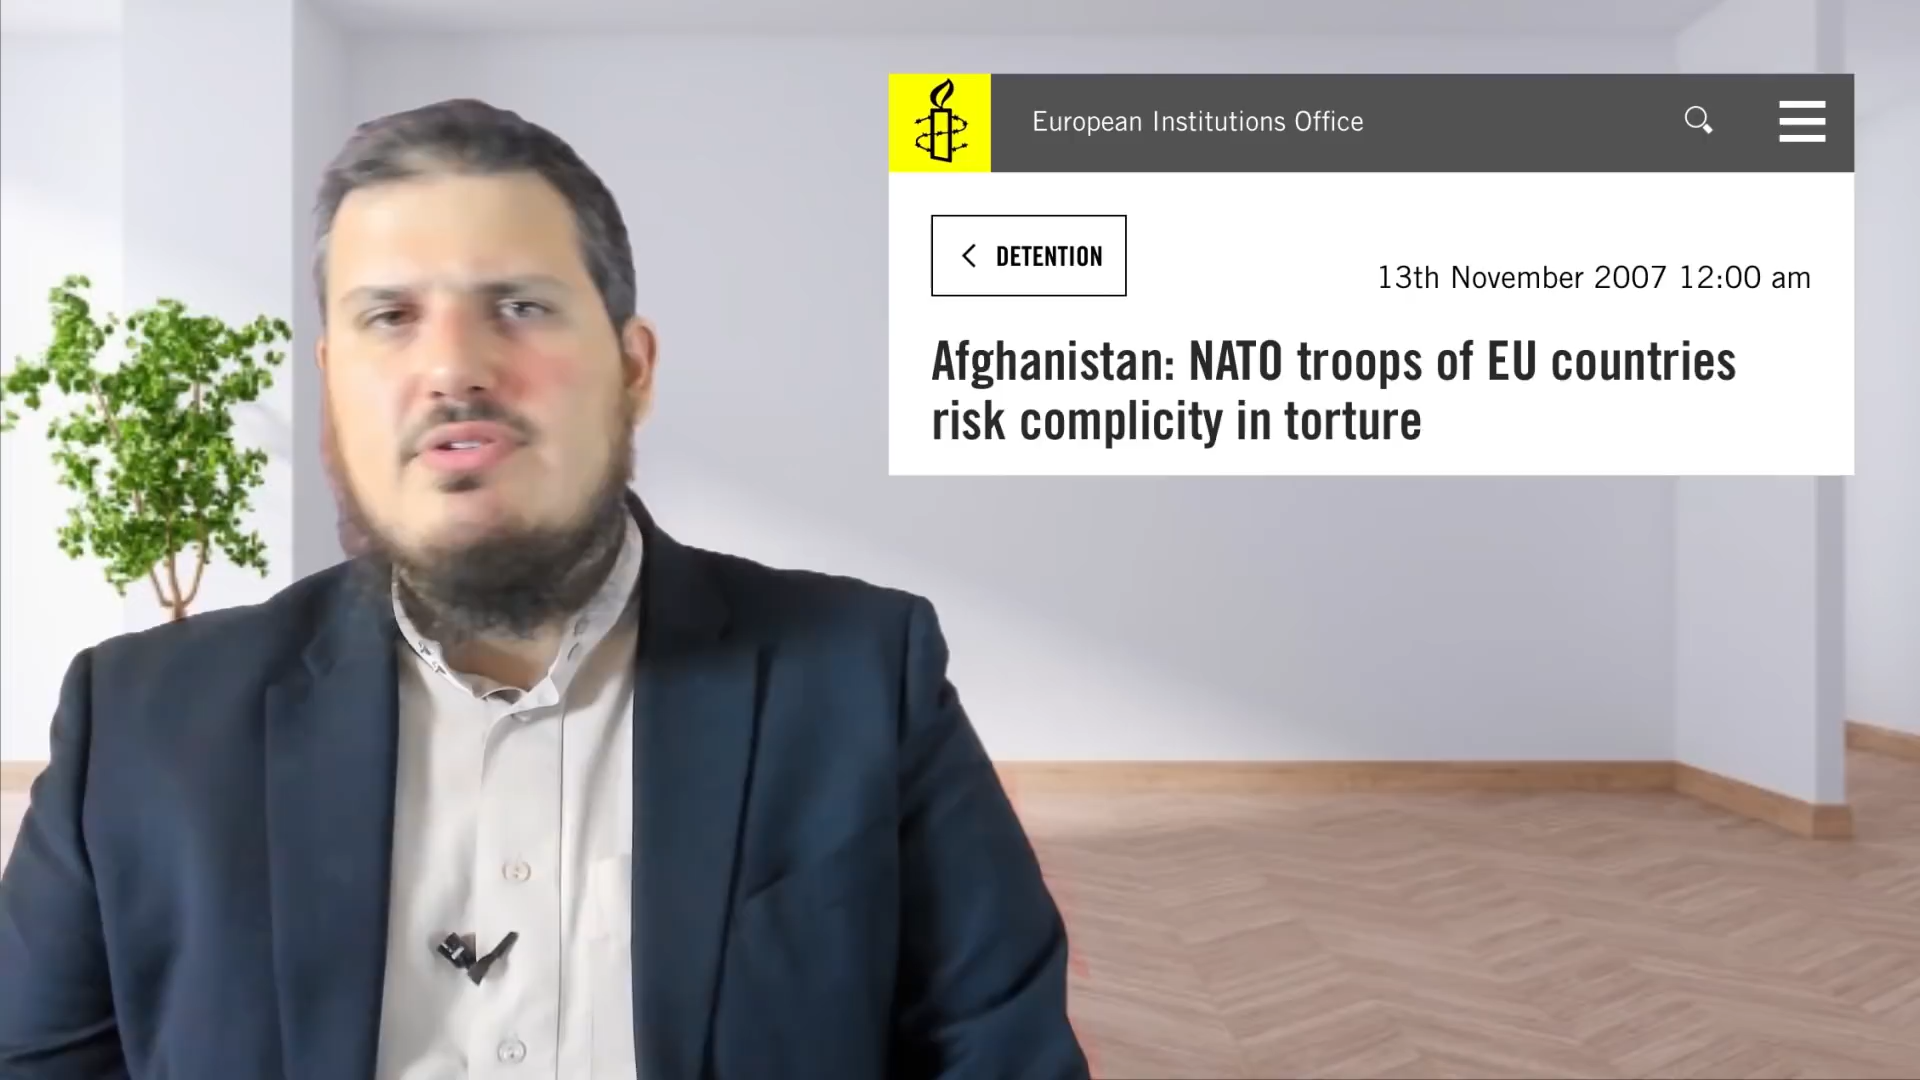 European Institutions Office
DETENTION
13th November 2007 12:00 am
Afghanistan: NATO troops of EU countries
risk complicity in torture